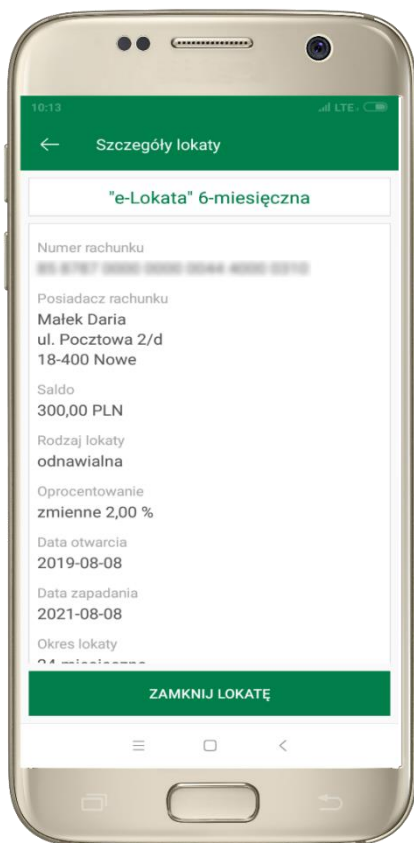 10:13
LTE
Szczegóły lokaty
"e-Lokata" 6-miesięczna
Numer rachunku
Posiadacz rachunku
Małek Daria
ul. Pocztowa 2/d
18-400 Nowe
Saldo
300,00 PLN
Rodzaj lokaty
odnawialna
Oprocentowanie
zmienne 2,00 %
Data otwarcia
2019-08-08
Data zapadania
2021-08-08
Okres lokaty
ZAMKNIJ LOKATĘ